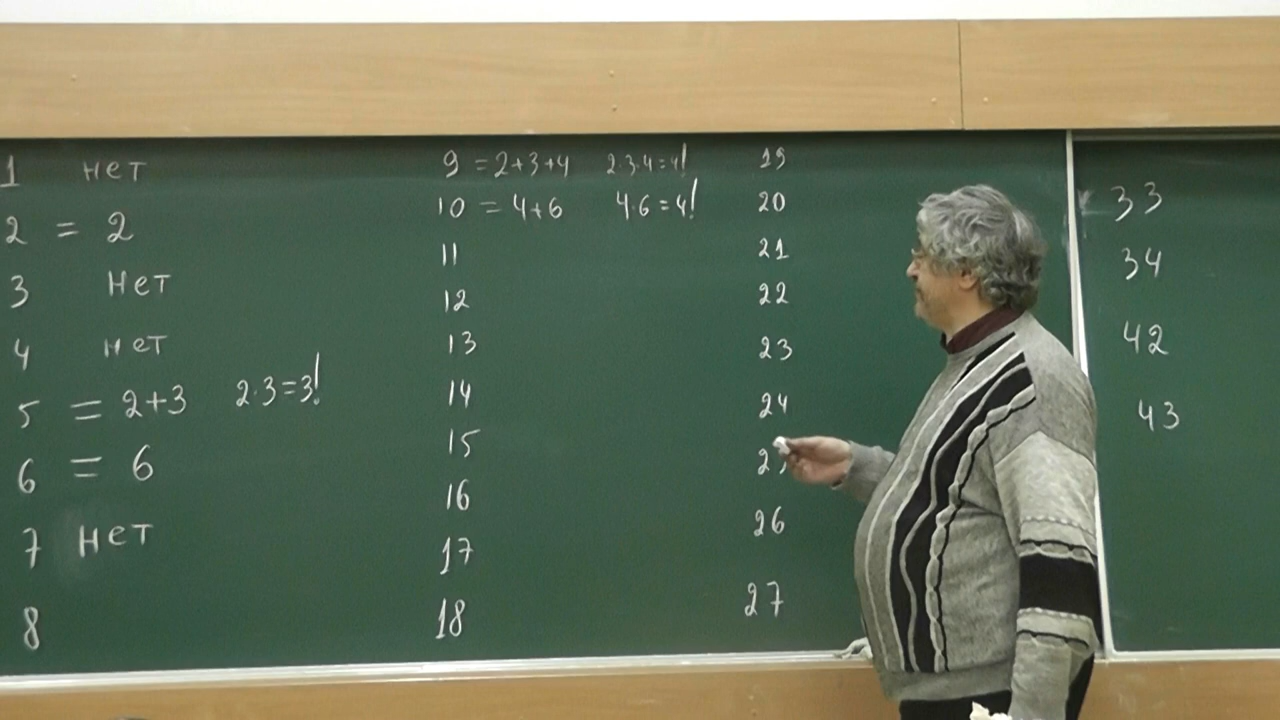 1 нет
2 = 2
3 Нет
4 нет
5 = 2+3 2·3=3!
6 = 6
7 нет
8
9 = 2+3+4 2·3·4=4!
10 = 4+6 4·6=4!
11
12
13
14
15
16
17
18
19
20
21
22
23
24
26
27
33
34
42
43